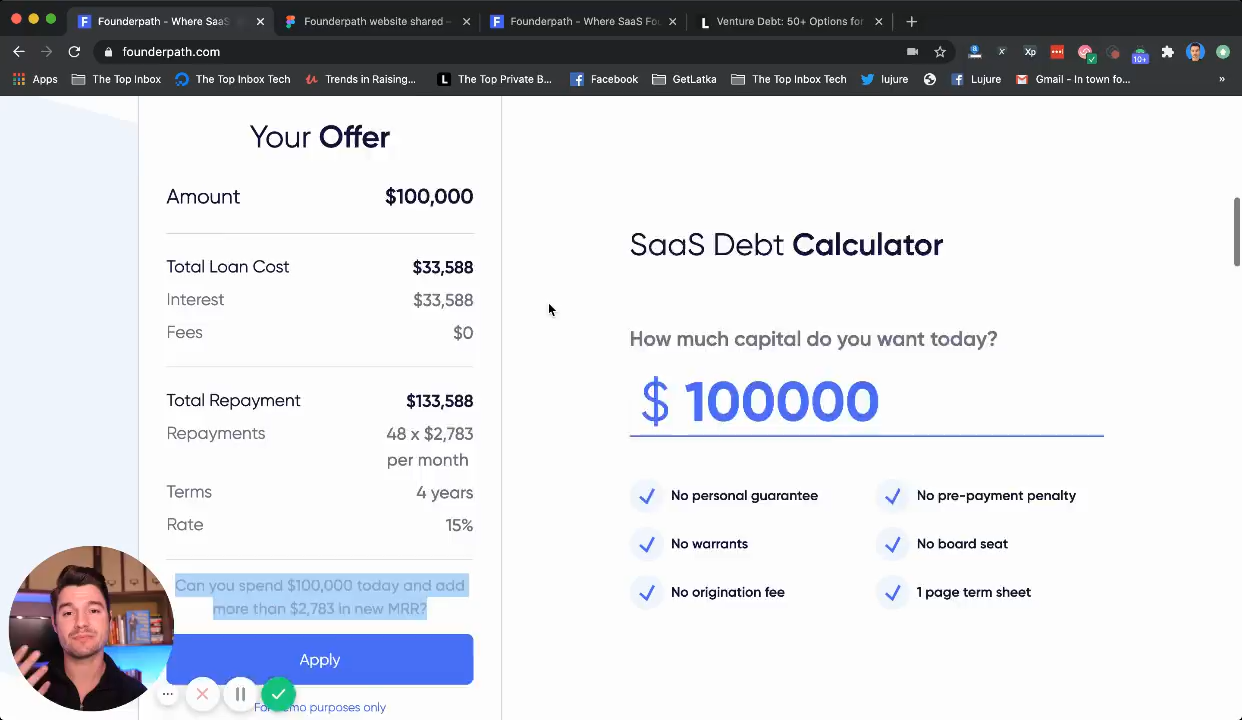 Founderpath - Where SaaS
Founderpath website shared –
Founderpath - Where SaaS Fou
Venture Debt: 50+ Options for
founderpath.com
Apps
The Top Inbox
The Top Inbox Tech
Trends in Raising...
The Top Private B...
Facebook
GetLatka
The Top Inbox Tech
lujure
Lujure
Gmail - In town fo...
»
Xp
10+
Your Offer
Amount $100,000
Total Loan Cost $33,588
Interest $33,588
Fees $0
Total Repayment $133,588
Repayments 48 x $2,783
per month
Terms 4 years
Rate 15%
Can you spend $100,000 today and add
more than $2,783 in new MRR?
Apply
SaaS Debt Calculator
How much capital do you want today?
$ 100000
No personal guarantee
No pre-payment penalty
No warrants
No board seat
No origination fee
1 page term sheet
purposes only